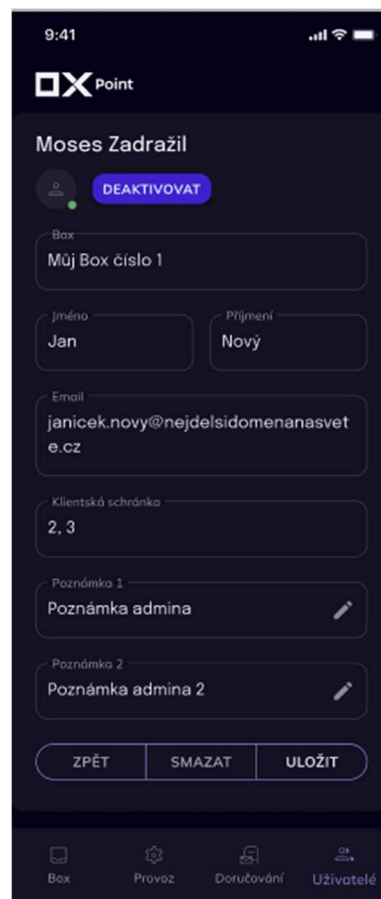 9:41
OX Point
Moses Zadražil
DEAKTIVOVAT
Box
Můj Box číslo 1
Jméno
Příjmení
Jan
Nový
Email
janicek.novy@nejdelsidomenanasvet
e.cz
Klientská schránka
2, 3
Poznámka 1
Poznámka admina
Poznámka 2
Poznámka admina 2
ZPĚT SMAZAT ULOŽIT
Box Provoz Doručování Uživatelé